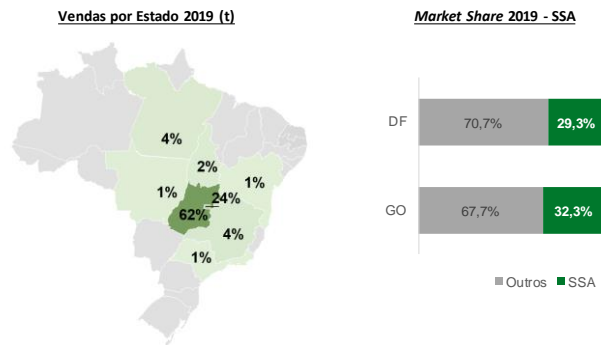 Vendas por Estado 2019 (t)
4%
2%
1%
1%
24%
62%
4%
1%
Market Share 2019 - SSA
DF
70,7%
29,3%
GO
67,7%
32,3%
Outros
SSA